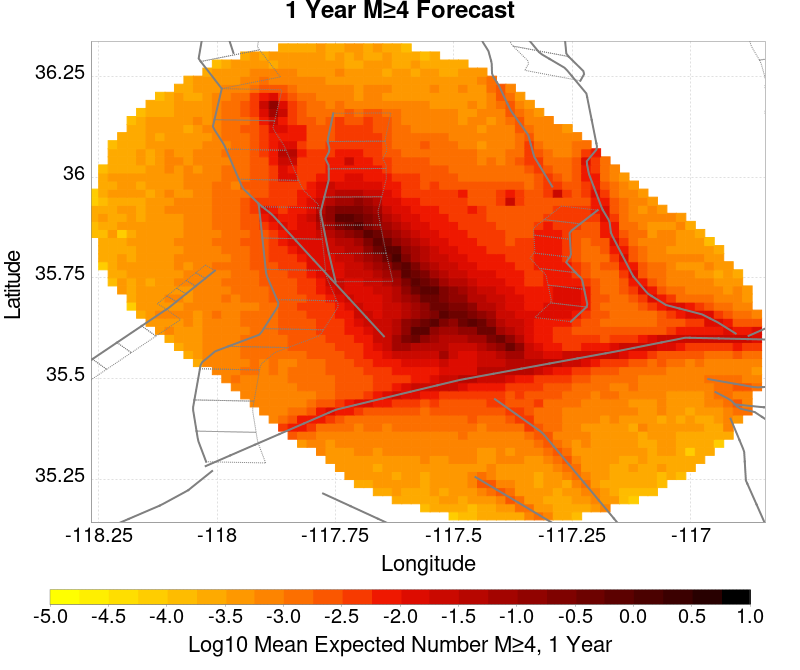 1 Year M≥4 Forecast
36.25
36
35.75
35.5
35.25
Latitude
-118.25 -118 -117.75 -117.5 -117.25 -117
Longitude
-5.0 -4.5 -4.0 -3.5 -3.0 -2.5 -2.0 -1.5 -1.0 -0.5 0.0 0.5 1.0
Log10 Mean Expected Number M≥4, 1 Year